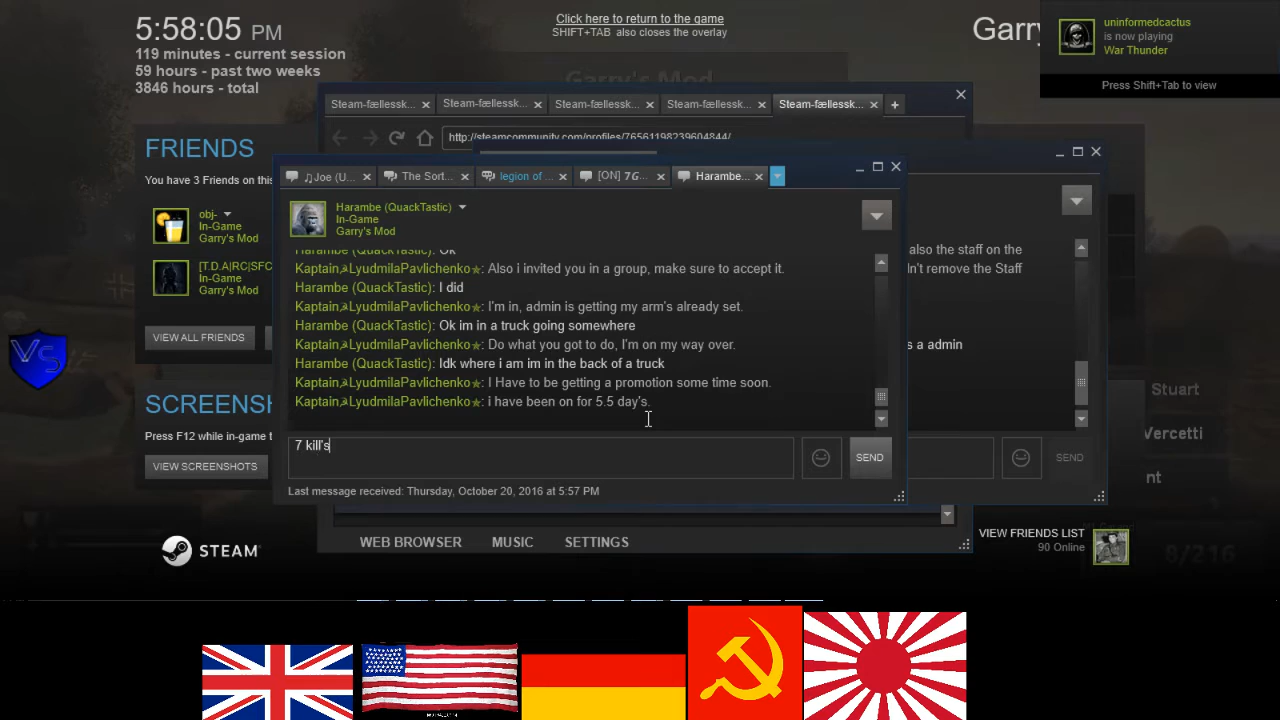 5:58:05 PM
119 minutes - current session
59 hours - past two weeks
3846 hours - total
Click here to return to the game
SHIFT+TAB also closes the overlay
Garry's Mod
Garry
uninformedcactus
is now playing
War Thunder
Press Shift+Tab to view
Steam-fællessk...
Steam-fællessk...
Steam-fællessk...
Steam-fællessk...
Steam-fællessk...
http://steamcommunity.com/profiles/76561198239604844/
FRIENDS
You have 3 Friends on this
obj-
In-Game
Garry's Mod
[T.D.A|RC|SFC
In-Game
Garry's Mod
VIEW ALL FRIENDS
SCREENSH
Press F12 while in-game t
VIEW SCREENSHOTS
♫Joe (U...
The Sort...
legion of ...
[ON] 7G...
Harambe...
Harambe (QuackTastic)
In-Game
Garry's Mod
Harambe (QuackTastic): Ok
Kaptain☭LyudmilaPavlichenko★: Also i invited you in a group, make sure to accept it.
Harambe (QuackTastic): I did
Kaptain☭LyudmilaPavlichenko★: I'm in, admin is getting my arm's already set.
Harambe (QuackTastic): Ok im in a truck going somewhere
Kaptain☭LyudmilaPavlichenko★: Do what you got to do, I'm on my way over.
Harambe (QuackTastic): Idk where i am im in the back of a truck
Kaptain☭LyudmilaPavlichenko★: I Have to be getting a promotion some time soon.
Kaptain☭LyudmilaPavlichenko★: i have been on for 5.5 day's.
7 kill's
SEND
Last message received: Thursday, October 20, 2016 at 5:57 PM
also the staff on the
n't remove the Staff
s a admin
SEND
Stuart
Vercetti
nt
VS
STEAM
WEB BROWSER
MUSIC
SETTINGS
VIEW FRIENDS LIST
90 Online
8/216